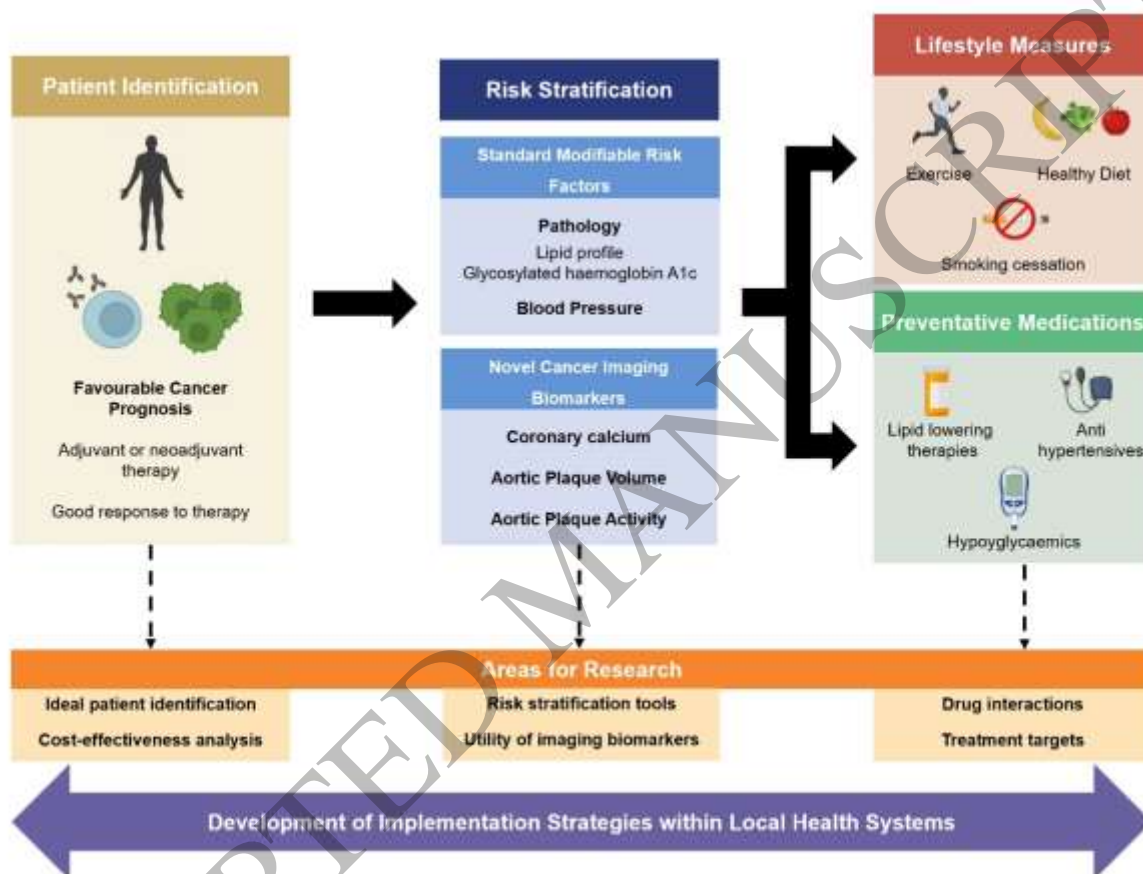 Patient Identification
Favourable Cancer
Prognosis
Adjuvant or neoadjuvant
therapy
Good response to therapy
Risk Stratification
Standard Modifiable Risk
Factors
Pathology
Lipid profile
Glycosylated haemoglobin A1c
Blood Pressure
Novel Cancer Imaging
Biomarkers
Coronary calcium
Aortic Plaque Volume
Aortic Plaque Activity
Lifestyle Measures
Exercise
Healthy Diet
Smoking cessation
Preventative Medications
Lipid lowering
therapies
Anti
hypertensives
Hypoyglycaemics
Areas for Research
Ideal patient identification
Cost-effectiveness analysis
Risk stratification tools
Utility of imaging biomarkers
Drug interactions
Treatment targets
Development of Implementation Strategies within Local Health Systems
RTED MANUSCRIPT